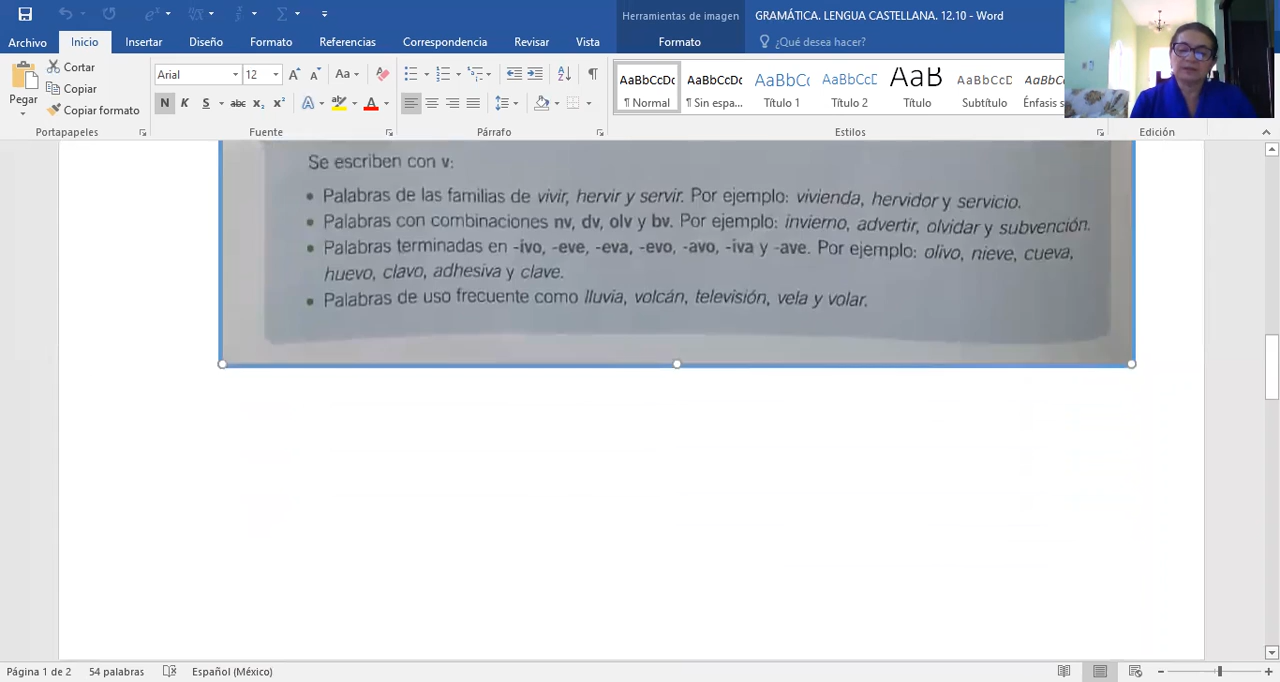 Herramientas de imagen
GRAMÁTICA. LENGUA CASTELLANA. 12.10 - Word
Archivo Inicio Insertar Diseño Formato Referencias Correspondencia Revisar Vista Formato ¿Qué desea hacer?
Pegar
Cortar
Copiar
Copiar formato
Arial 12
Aa
N K S abc x₂ x² A A
AaBbCcDc AaBbCcDc AaBbCc AaBbCcD AaB AaBbCcD AaBbCc
¶ Normal ¶ Sin espa... Título 1 Título 2 Título Subtítulo Énfasis s
Portapapeles Fuente Párrafo Estilos Edición
Se escriben con v:
• Palabras de las familias de vivir, hervir y servir. Por ejemplo: vivienda, hervidor y servicio.
• Palabras con combinaciones nv, dv, olv y bv. Por ejemplo: invierno, advertir, olvidar y subvención.
• Palabras terminadas en -ivo, -eve, -eva, -evo, -avo, -iva y -ave. Por ejemplo: olivo, nieve, cueva,
huevo, clavo, adhesiva y clave.
• Palabras de uso frecuente como lluvia, volcán, televisión, vela y volar.
Página 1 de 2 54 palabras Español (México)